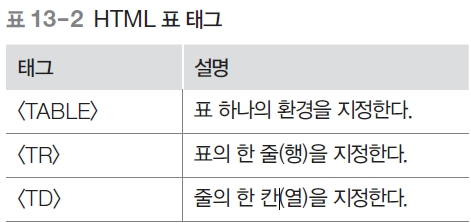 표 13-2 HTML 표 태그
태그 설명
〈TABLE〉 표 하나의 환경을 지정한다.
〈TR〉 표의 한 줄(행)을 지정한다.
〈TD〉 줄의 한 칸(열)을 지정한다.